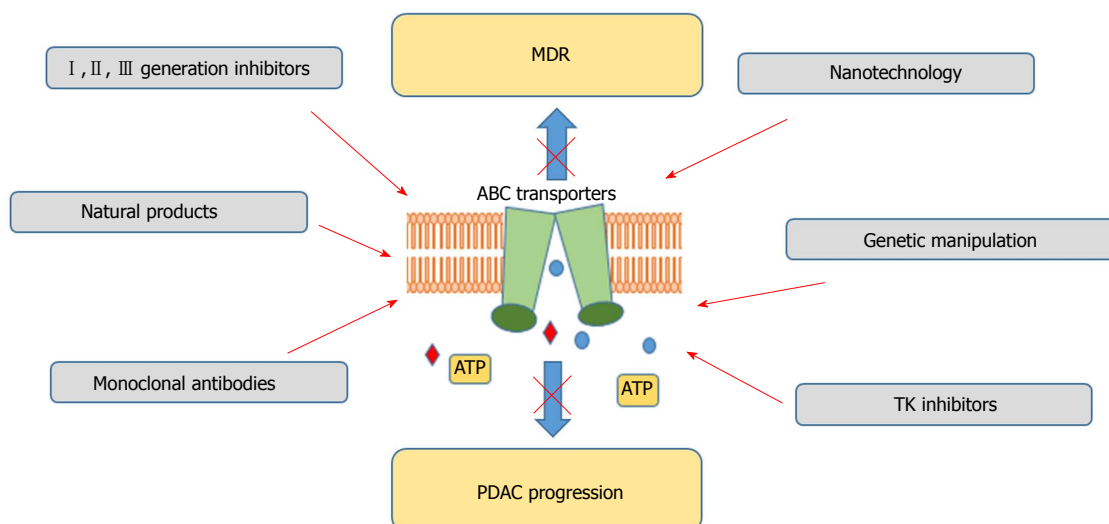 MDR
Ⅰ, Ⅱ, Ⅲ generation inhibitors
Nanotechnology
ABC transporters
Natural products
Genetic manipulation
Monoclonal antibodies
ATP
ATP
TK inhibitors
PDAC progression